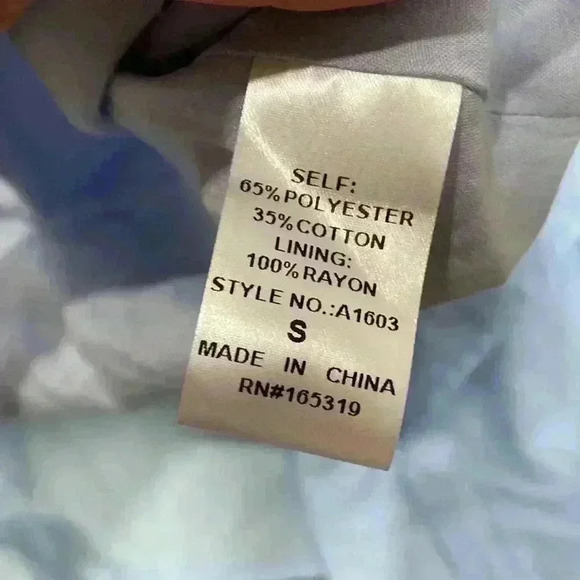 SELF:
65% POLYESTER
35% COTTON
LINING:
100% RAYON
STYLE NO.:A1603
S
MADE IN CHINA
RN#165319